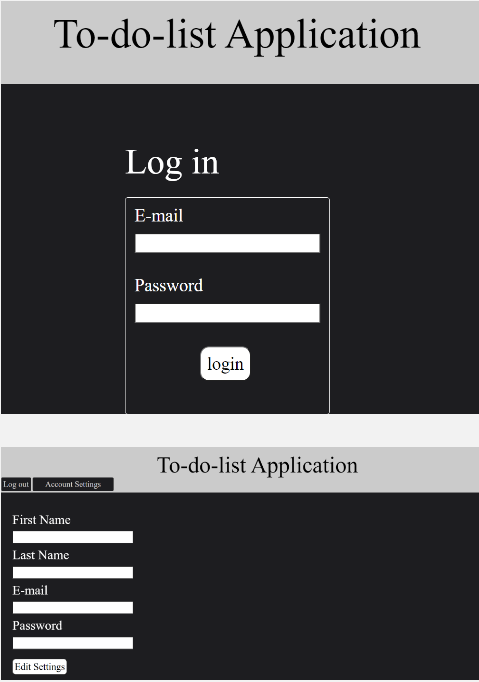 To-do-list Application
Log in
E-mail
Password
login
To-do-list Application
Log out Account Settings
First Name
Last Name
E-mail
Password
Edit Settings